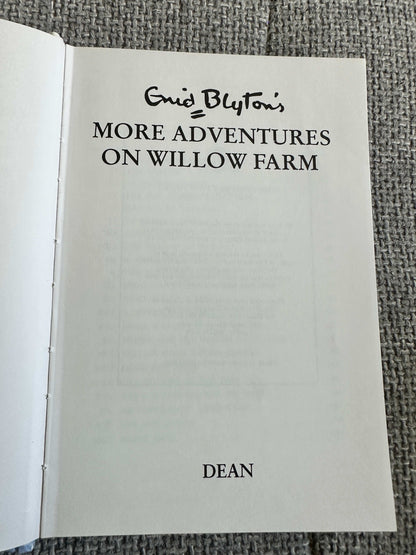 Enid Blyton's
MORE ADVENTURES
ON WILLOW FARM
DEAN